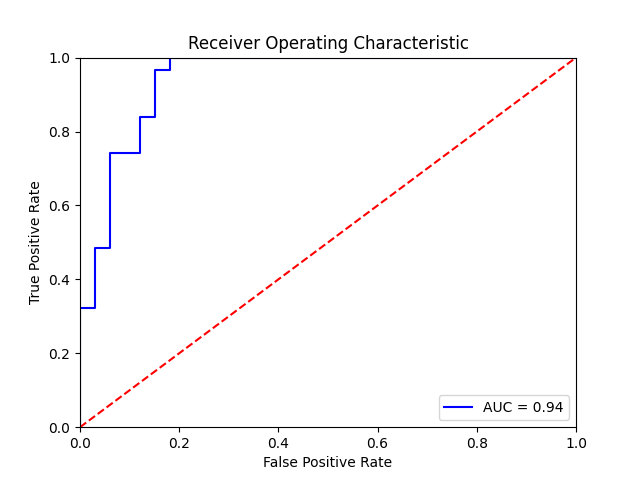 Receiver Operating Characteristic
1.0
0.8
0.6
0.4
0.2
0.0
True Positive Rate
AUC = 0.94
0.0 0.2 0.4 0.6 0.8 1.0
False Positive Rate